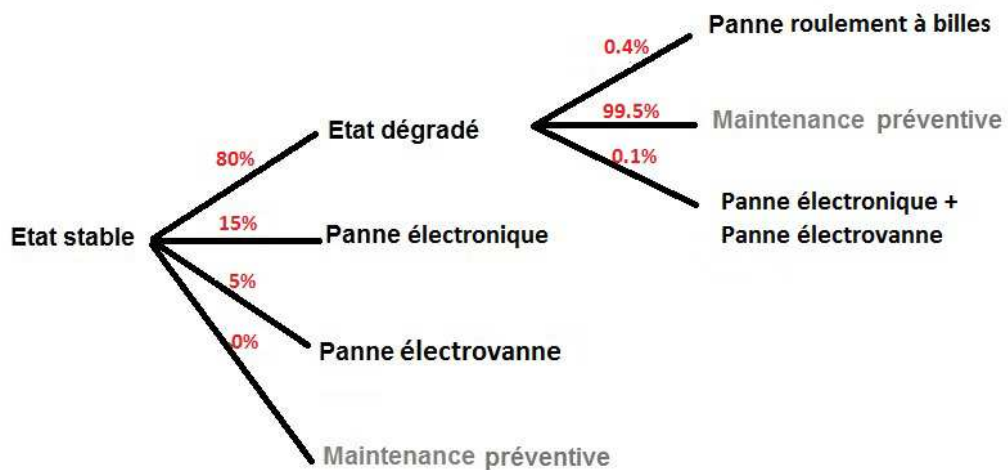 Panne roulement à billes
0.4%
99.5%
Maintenance préventive
Etat dégradé
0.1%
80%
Panne électronique +
Panne électrovanne
15%
Etat stable
Panne électronique
5%
0%
Panne électrovanne
Maintenance préventive